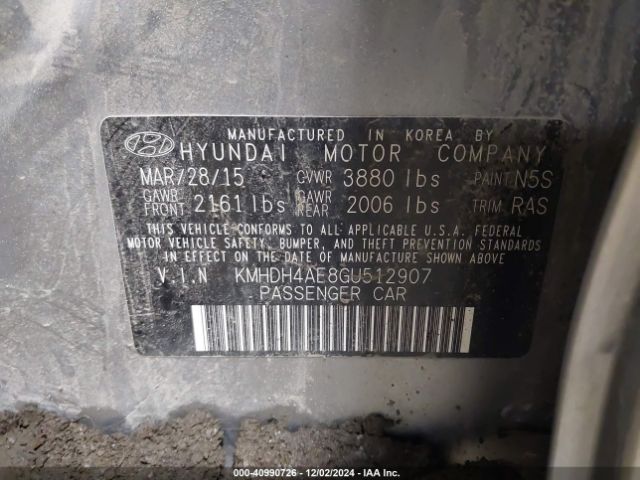 MANUFACTURED IN KOREA BY
HYUNDAI MOTOR COMPANY
MAR/28/15 GVWR 3880 lbs PAINT N5S
GAWR FRONT 2161 lbs GAWR REAR 2006 lbs TRIM RAS
THIS VEHICLE CONFORMS TO ALL APPLICABLE U.S.A. FEDERAL
MOTOR VEHICLE SAFETY, BUMPER, AND THEFT PREVENTION STANDARDS
IN EFFECT ON THE DATE OF MANUFACTURE SHOWN ABOVE.
V.I.N KMHDH4AE8GU512907
PASSENGER CAR
000-40990726 - 12/02/2024 - IAA Inc.